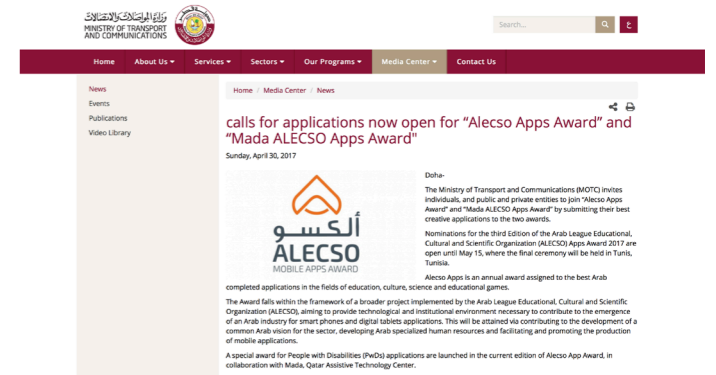 وزارة المواصلات والاتصالات
MINISTRY OF TRANSPORT
AND COMMUNICATIONS
Search...
ع
Home About Us Services Sectors Our Programs Media Center Contact Us
News
Events
Publications
Video Library
Home / Media Center / News
calls for applications now open for “Alecso Apps Award” and
“Mada ALECSO Apps Award"
Sunday, April 30, 2017
ألكسو
ALECSO
MOBILE APPS AWARD
Doha-
The Ministry of Transport and Communications (MOTC) invites
individuals, and public and private entities to join “Alecso Apps
Award” and “Mada ALECSO Apps Award” by submitting their best
creative applications to the two awards.
Nominations for the third Edition of the Arab League Educational,
Cultural and Scientific Organization (ALECSO) Apps Award 2017 are
open until May 15, where the final ceremony will be held in Tunis,
Tunisia.
Alecso Apps is an annual award assigned to the best Arab
completed applications in the fields of education, culture, science and educational games.
The Award falls within the framework of a broader project implemented by the Arab League Educational, Cultural and Scientific
Organization (ALECSO), aiming to provide technological and institutional environment necessary to contribute to the emergence
of an Arab industry for smart phones and digital tablets applications. This will be attained via contributing to the development of a
common Arab vision for the sector, developing Arab specialized human resources and facilitating and promoting the production
of mobile applications.
A special award for People with Disabilities (PwDs) applications are launched in the current edition of Alecso App Award, in
collaboration with Mada, Qatar Assistive Technology Center.